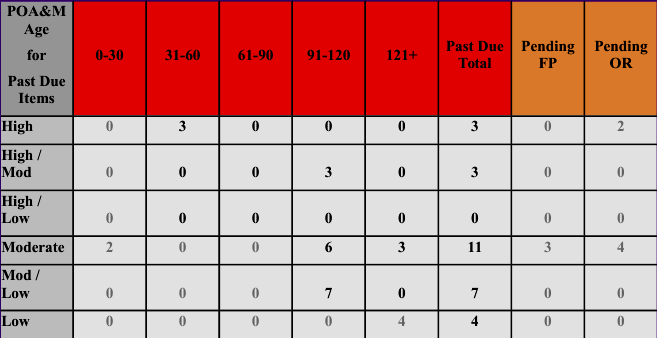 POA&M Age for Past Due Items 0-30 31-60 61-90 91-120 121+ Past Due Total Pending FP Pending OR
High 0 3 0 0 0 3 0 2
High / Mod 0 0 0 3 0 3 0 0
High / Low 0 0 0 0 0 0 0 0
Moderate 2 0 0 6 3 11 3 4
Mod / Low 0 0 0 7 0 7 0 0
Low 0 0 0 0 4 4 0 0